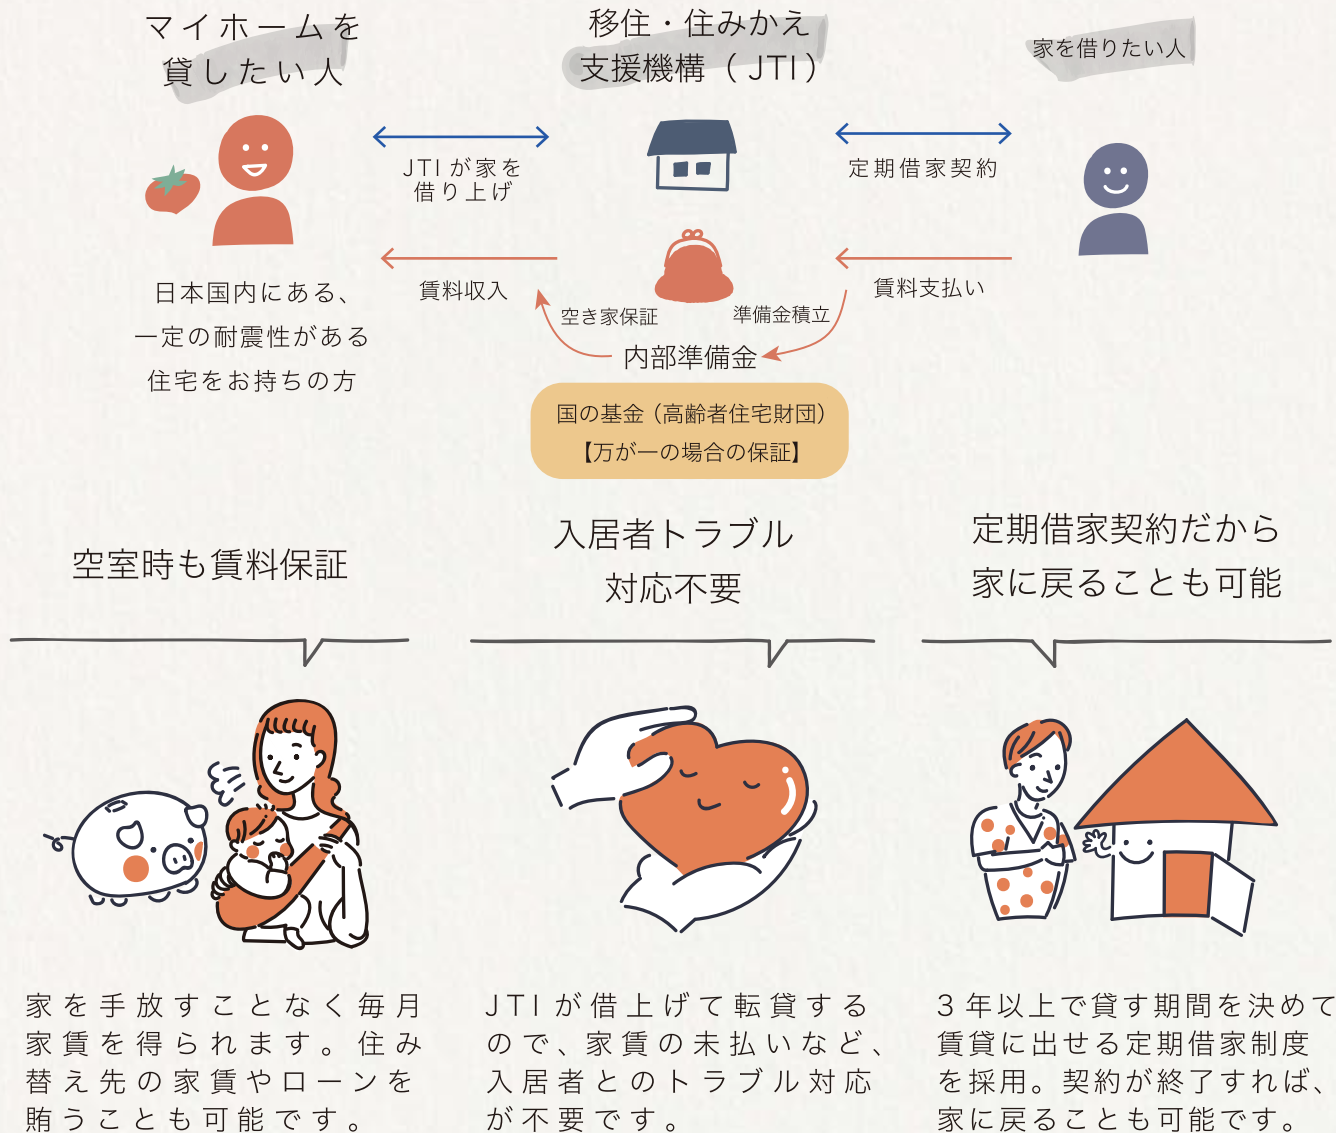 マイホームを
貸したい人
移住・住みかえ
支援機構（JTI）
家を借りたい人
JTIが家を
借り上げ
定期借家契約
賃料収入
賃料支払い
空き家保証
準備金積立
内部準備金
日本国内にある、
一定の耐震性がある
住宅をお持ちの方
国の基金（高齢者住宅財団）
【万が一の場合の保証】
空室時も賃料保証
入居者トラブル
対応不要
定期借家契約だから
家に戻ることも可能
家を手放すことなく毎月
家賃を得られます。住み
替え先の家賃やローンを
賄うことも可能です。
JTIが借上げて転貸する
ので、家賃の未払いなど、
入居者とのトラブル対応
が不要です。
3年以上で貸す期間を決めて
賃貸に出せる定期借家制度
を採用。契約が終了すれば、
家に戻ることも可能です。